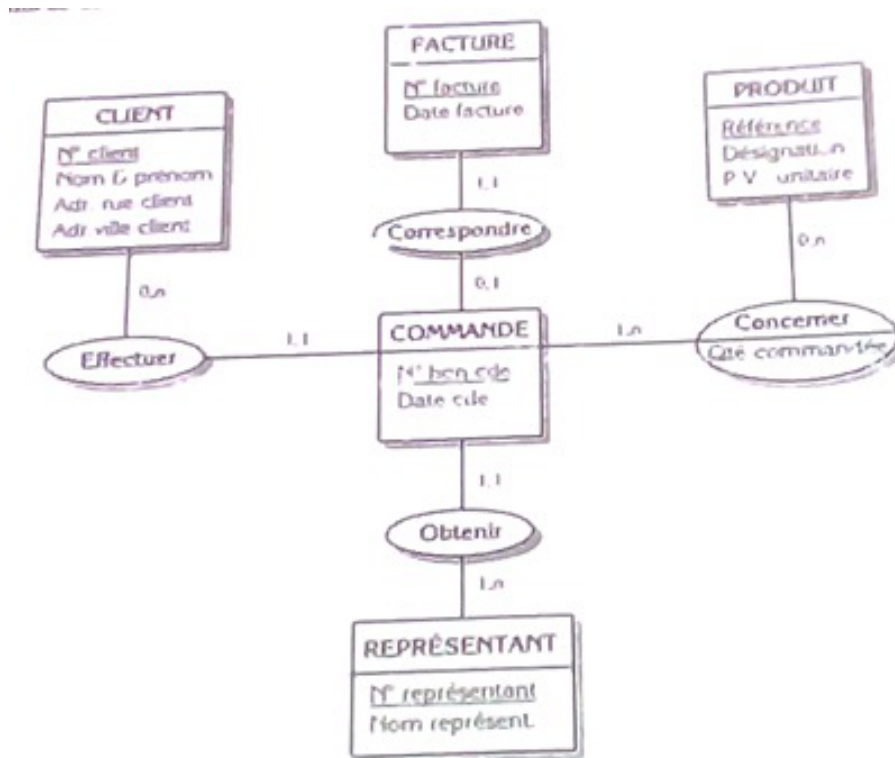 FACTURE
N° facture
Date facture
CLIENT
N° client
Nom & prénom
Adr. rue client
Adr ville client
PRODUIT
Référence
P.V. unitaire
1,1
Correspondre
0,1
0,n
Effectuer
1,1
COMMANDE
N° bon cde
Date cde
1,n
0,n
Concerner
Qté commandée
1,1
Obtenir
1,n
REPRÉSENTANT
N° représentant
Nom représent.